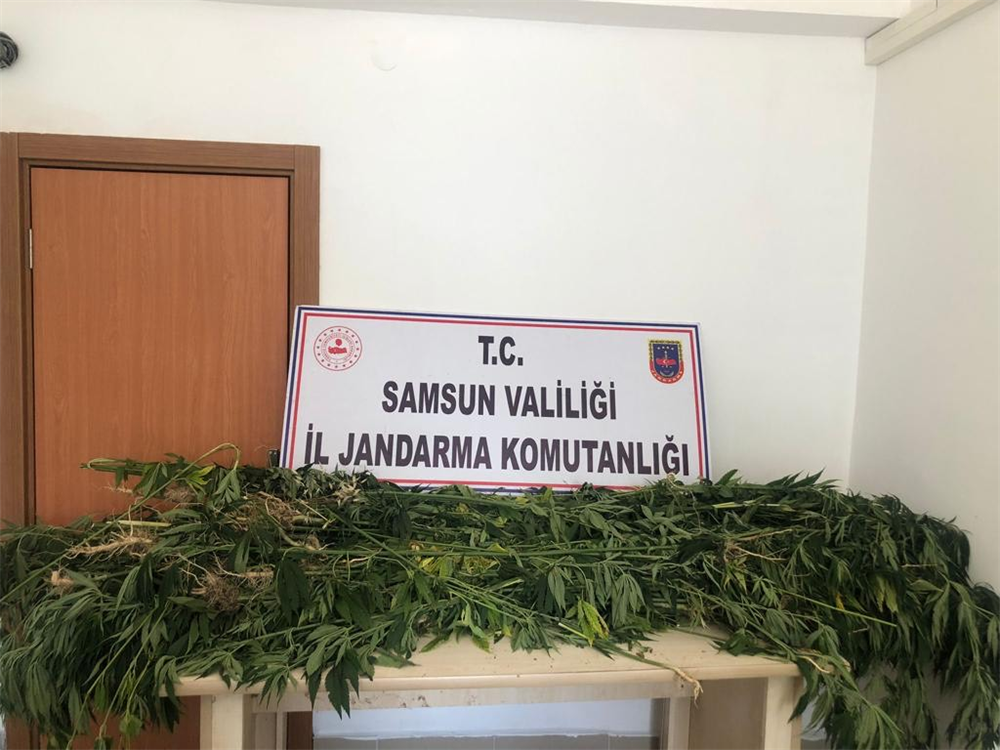 T.C.
SAMSUN VALİLİĞİ
İL JANDARMA KOMUTANLIĞI